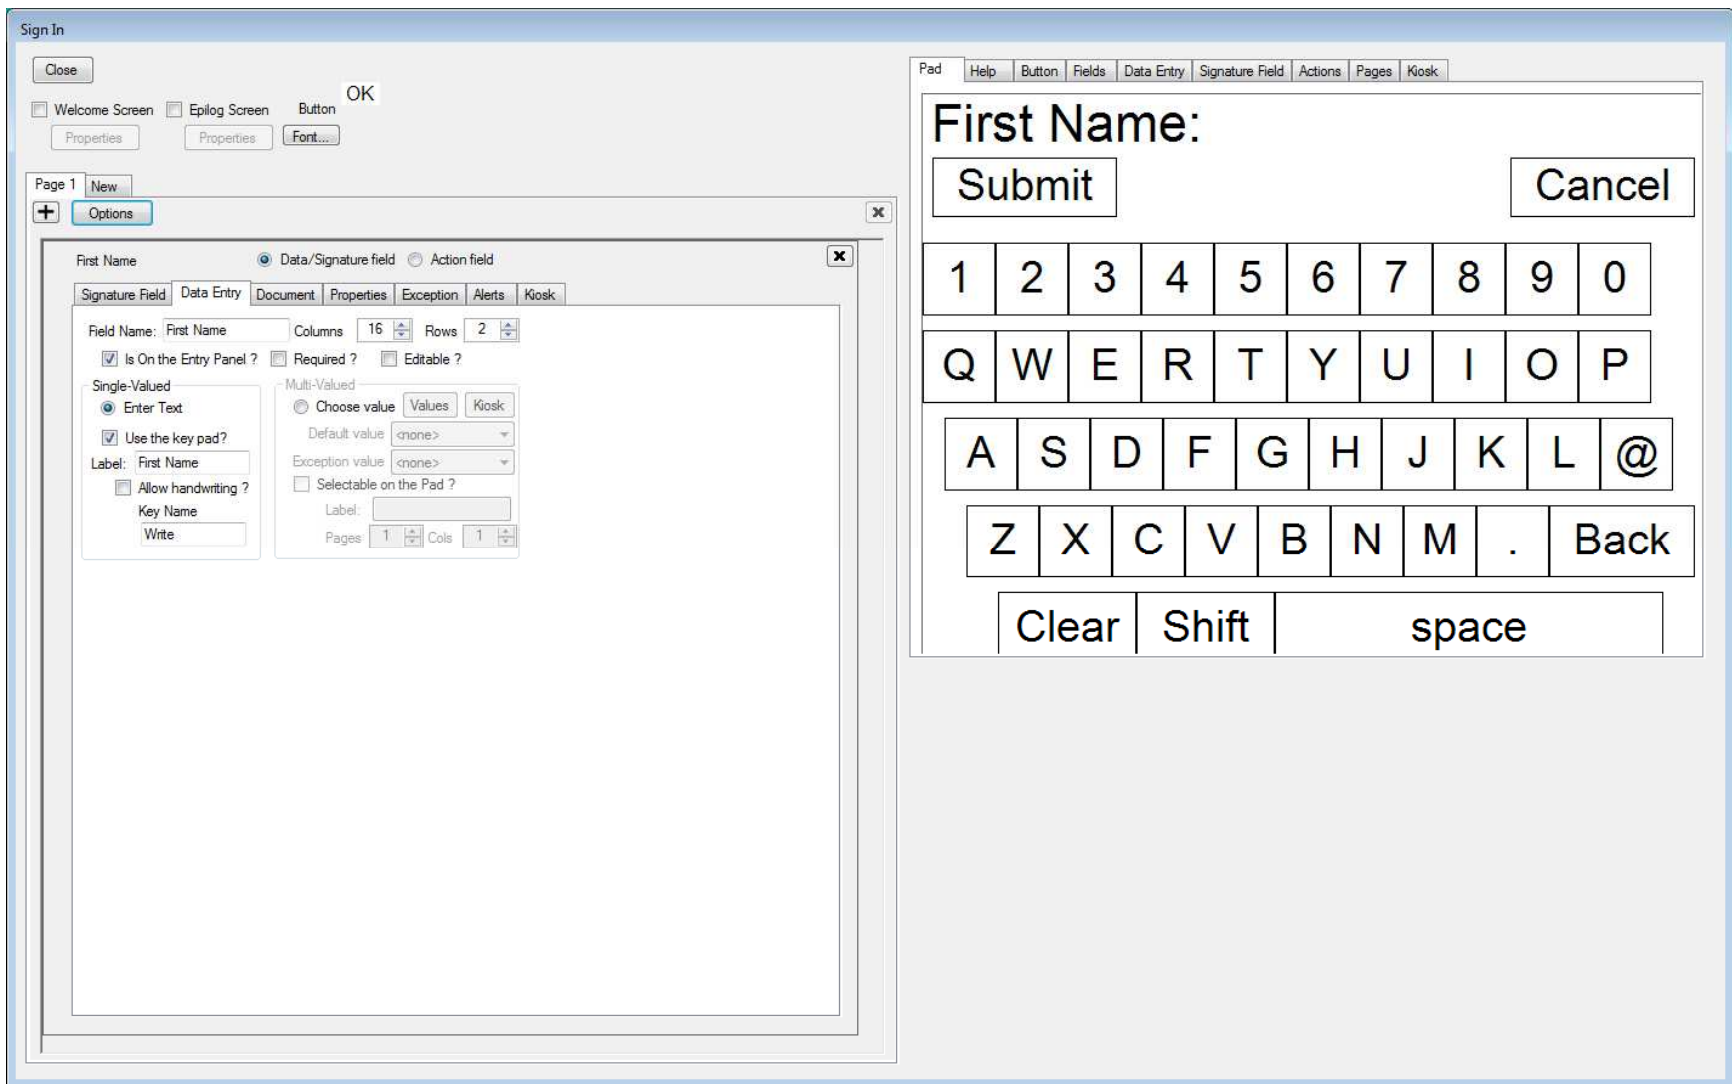 Sign In
Close
OK
Welcome Screen Epilog Screen Button
Properties Properties Font...
Page 1 New
+ Options x
First Name Data/Signature field Action field x
Signature Field Data Entry Document Properties Exception Alerts Kiosk
Field Name: First Name Columns 16 Rows 2
Is On the Entry Panel ? Required ? Editable ?
Single-Valued
Enter Text
Use the key pad?
Label: First Name
Allow handwriting ?
Key Name
Write
Multi-Valued
Choose value Values Kiosk
Default value <none>
Exception value <none>
Selectable on the Pad ?
Label:
Pages 1 Cols 1
Pad Help Button Fields Data Entry Signature Field Actions Pages Kiosk
First Name:
Submit Cancel
1 2 3 4 5 6 7 8 9 0
Q W E R T Y U I O P
A S D F G H J K L @
Z X C V B N M . Back
Clear Shift space